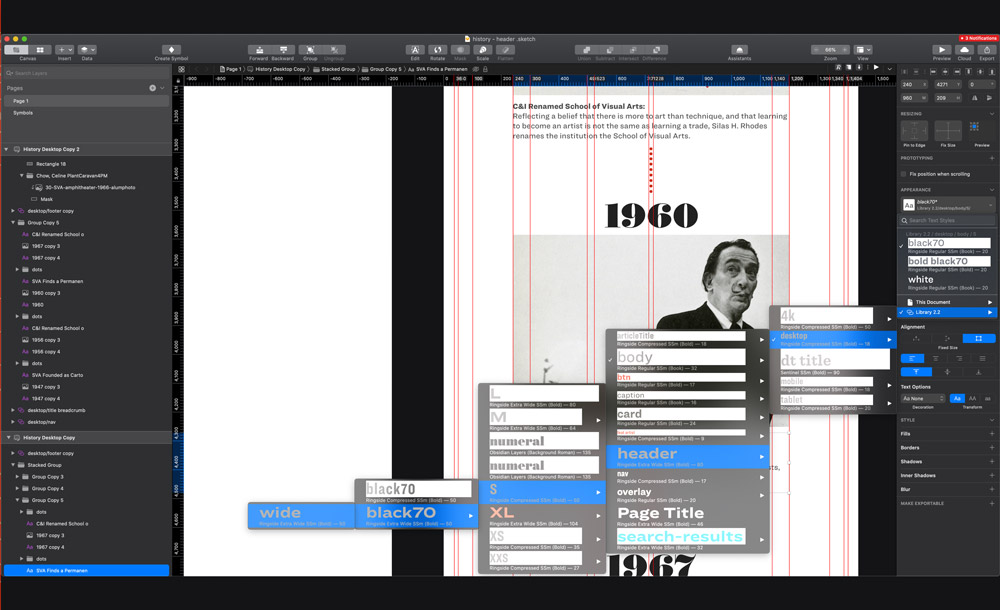 history - header .sketch
3 Notifications
Canvas
Insert
Data
Create Symbol
Forward
Backward
Group
Ungroup
Edit
Rotate
Mask
Scale
Flatten
Union
Subtract
Intersect
Difference
Assistants
Zoom
View
Preview
Cloud
Export
Search Layers
Pages
Page 1
Symbols
History Desktop Copy 2
Rectangle 18
Chow, Celine PlantCaravan4PM
30-SVA-amphitheater-1966-alumphoto
Mask
desktop/footer copy
Group Copy 5
C&I Renamed School o
1967 copy 3
1967 copy 4
dots
SVA Finds a Permanen
1960 copy 3
1960
dots
C&I Renamed School o
1956 copy 3
1956 copy 4
dots
SVA Founded as Carto
1947 copy 3
1947 copy 4
desktop/title breadcrumb
desktop/nav
History Desktop Copy
desktop/footer copy
Stacked Group
Group Copy 3
Group Copy 4
Group Copy 5
dots
C&I Renamed School o
1967 copy 3
1967 copy 4
dots
SVA Finds a Permanen
Page 1
History Desktop Copy
Stacked Group
Group Copy 5
SVA Finds a Permanen
C&I Renamed School of Visual Arts:
Reflecting a belief that there is more to art than technique, and that learning
to become an artist is not the same as learning a trade, Silas H. Rhodes
renames the institution the School of Visual Arts.
1960
1967
wide
Ringside Extra Wide SSm (Bold) — 50
black70
Ringside Compressed SSm (Bold) — 50
black70
Ringside Extra Wide SSm (Bold) — 50
L
Ringside Extra Wide SSm (Bold) — 80
M
Ringside Extra Wide SSm (Bold) — 64
numeral
Obsidian Layers (Background Roman) — 135
numeral
Obsidian Layers (Background Roman) — 135
S
XL
Ringside Extra Wide SSm (Bold) — 104
XS
Ringside Compressed SSm (Bold) — 35
XXS
Ringside Compressed SSm (Bold) — 27
articleTitle
Ringside Compressed SSm (Bold) — 18
body
Ringside Regular SSm (Book) — 32
btn
Ringside Regular SSm (Bold) — 17
caption
Ringside Regular SSm (Book) — 16
card
Ringside Regular SSm (Bold) — 24
Ringside Compressed SSm (Bold) — 9
header
nav
Ringside Compressed SSm (Bold) — 17
overlay
Ringside Regular SSm (Bold) — 20
Page Title
Ringside Extra Wide SSm (Bold) — 46
search-results
Ringside Extra Wide SSm (Bold) — 32
4k
Ringside Compressed SSm (Bold) — 50
desktop
Ringside Compressed SSm (Bold) — 18
dt title
Sentinel SSm (Bold) — 80
mobile
Ringside Compressed SSm (Bold) — 16
tablet
Ringside Compressed SSm (Bold) — 20
240
4271
0
960
209
RESIZING
Pin to Edge
Fix Size
Preview
PROTOTYPING
Fix position when scrolling
APPEARANCE
black70*
Library 2.2/desktop/body/S
Search Text Styles
Library 2.2 / desktop / body / S
black70
Ringside Regular SSm (Book) — 20
bold black70
Ringside Regular SSm (Bold) — 20
white
Ringside Regular SSm (Book) — 20
This Document
Library 2.2
Alignment
Fixed Size
Text Options
Aa None
Decoration
Transform
STYLE
Fills
Borders
Shadows
Inner Shadows
Blur
MAKE EXPORTABLE